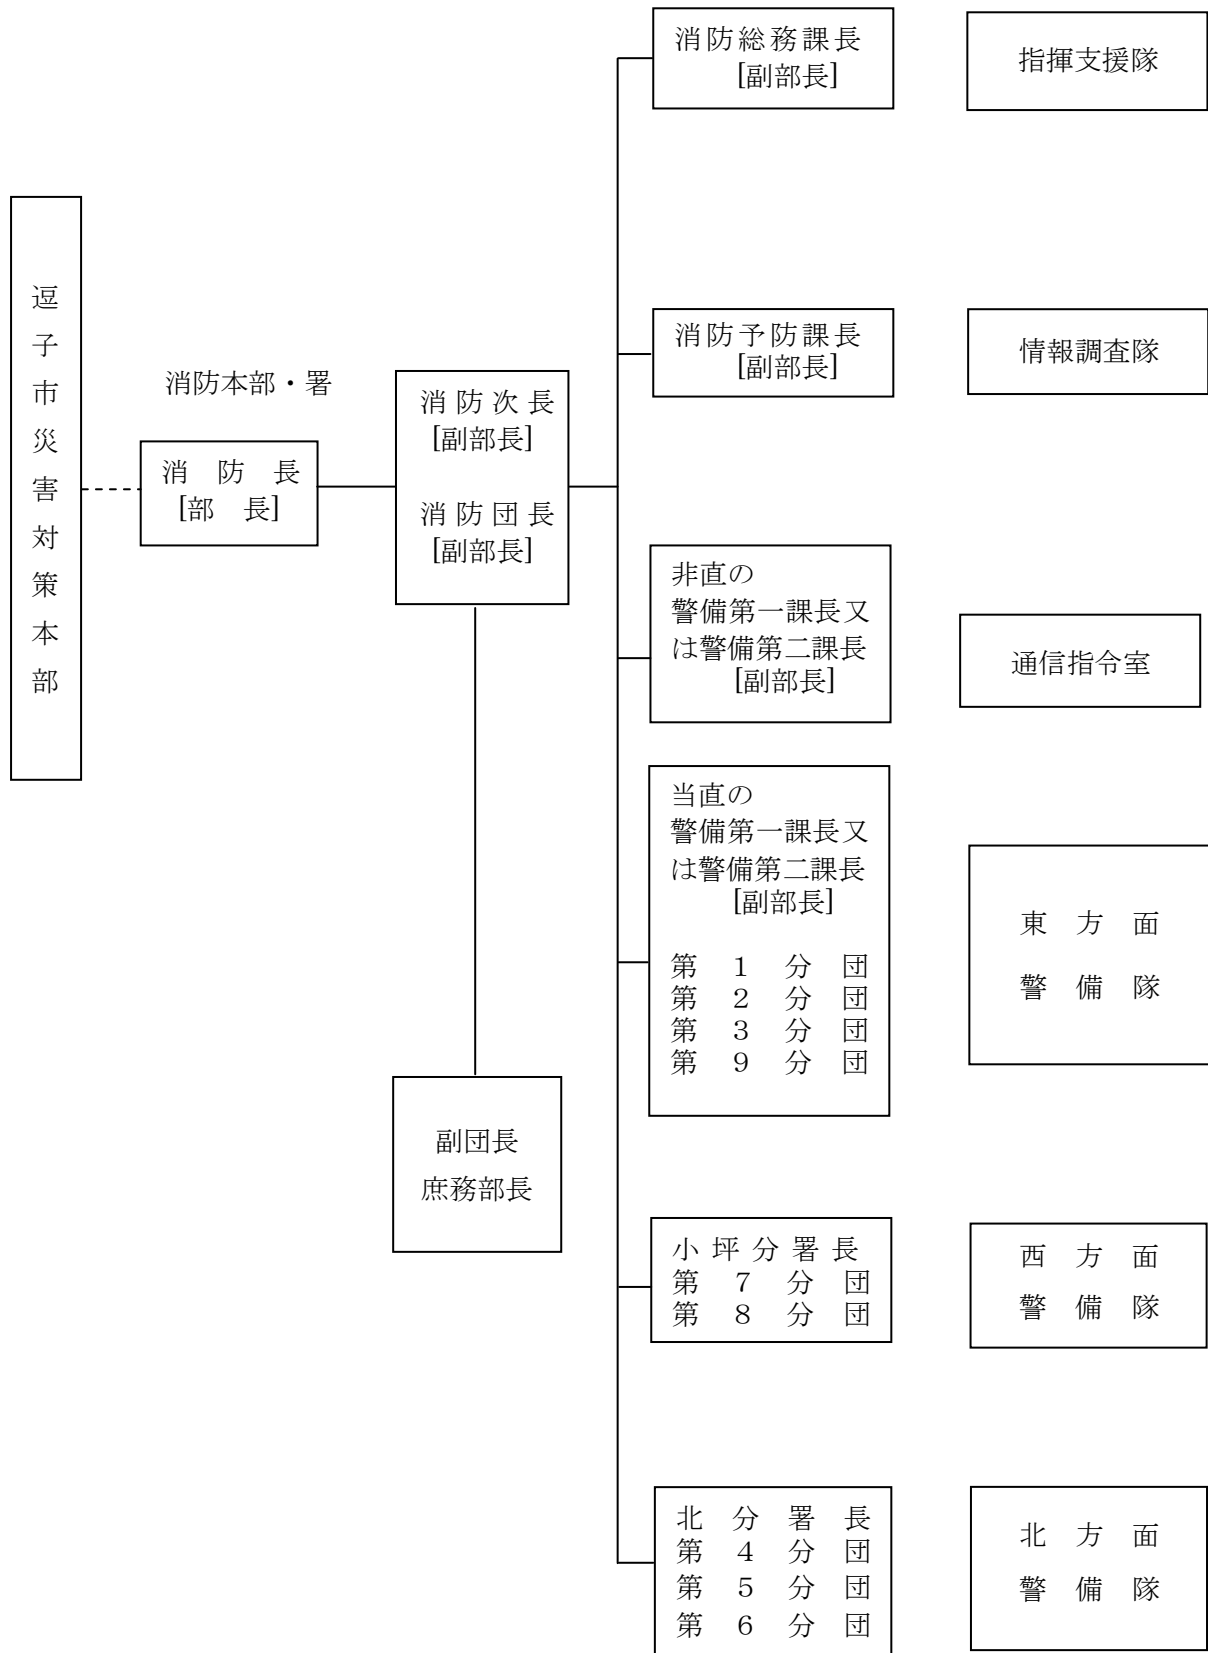 逗子市災害対策本部
消防本部・署
消防長
[部　長]
消防次長
[副部長]
消防団長
[副部長]
副団長
庶務部長
消防総務課長
[副部長]
指揮支援隊
消防予防課長
[副部長]
情報調査隊
非直の
警備第一課長又
は警備第二課長
[副部長]
通信指令室
当直の
警備第一課長又
は警備第二課長
[副部長]
第１分団
第２分団
第３分団
第９分団
東方面
警備隊
小坪分署長
第７分団
第８分団
西方面
警備隊
北分署長
第４分団
第５分団
第６分団
北方面
警備隊